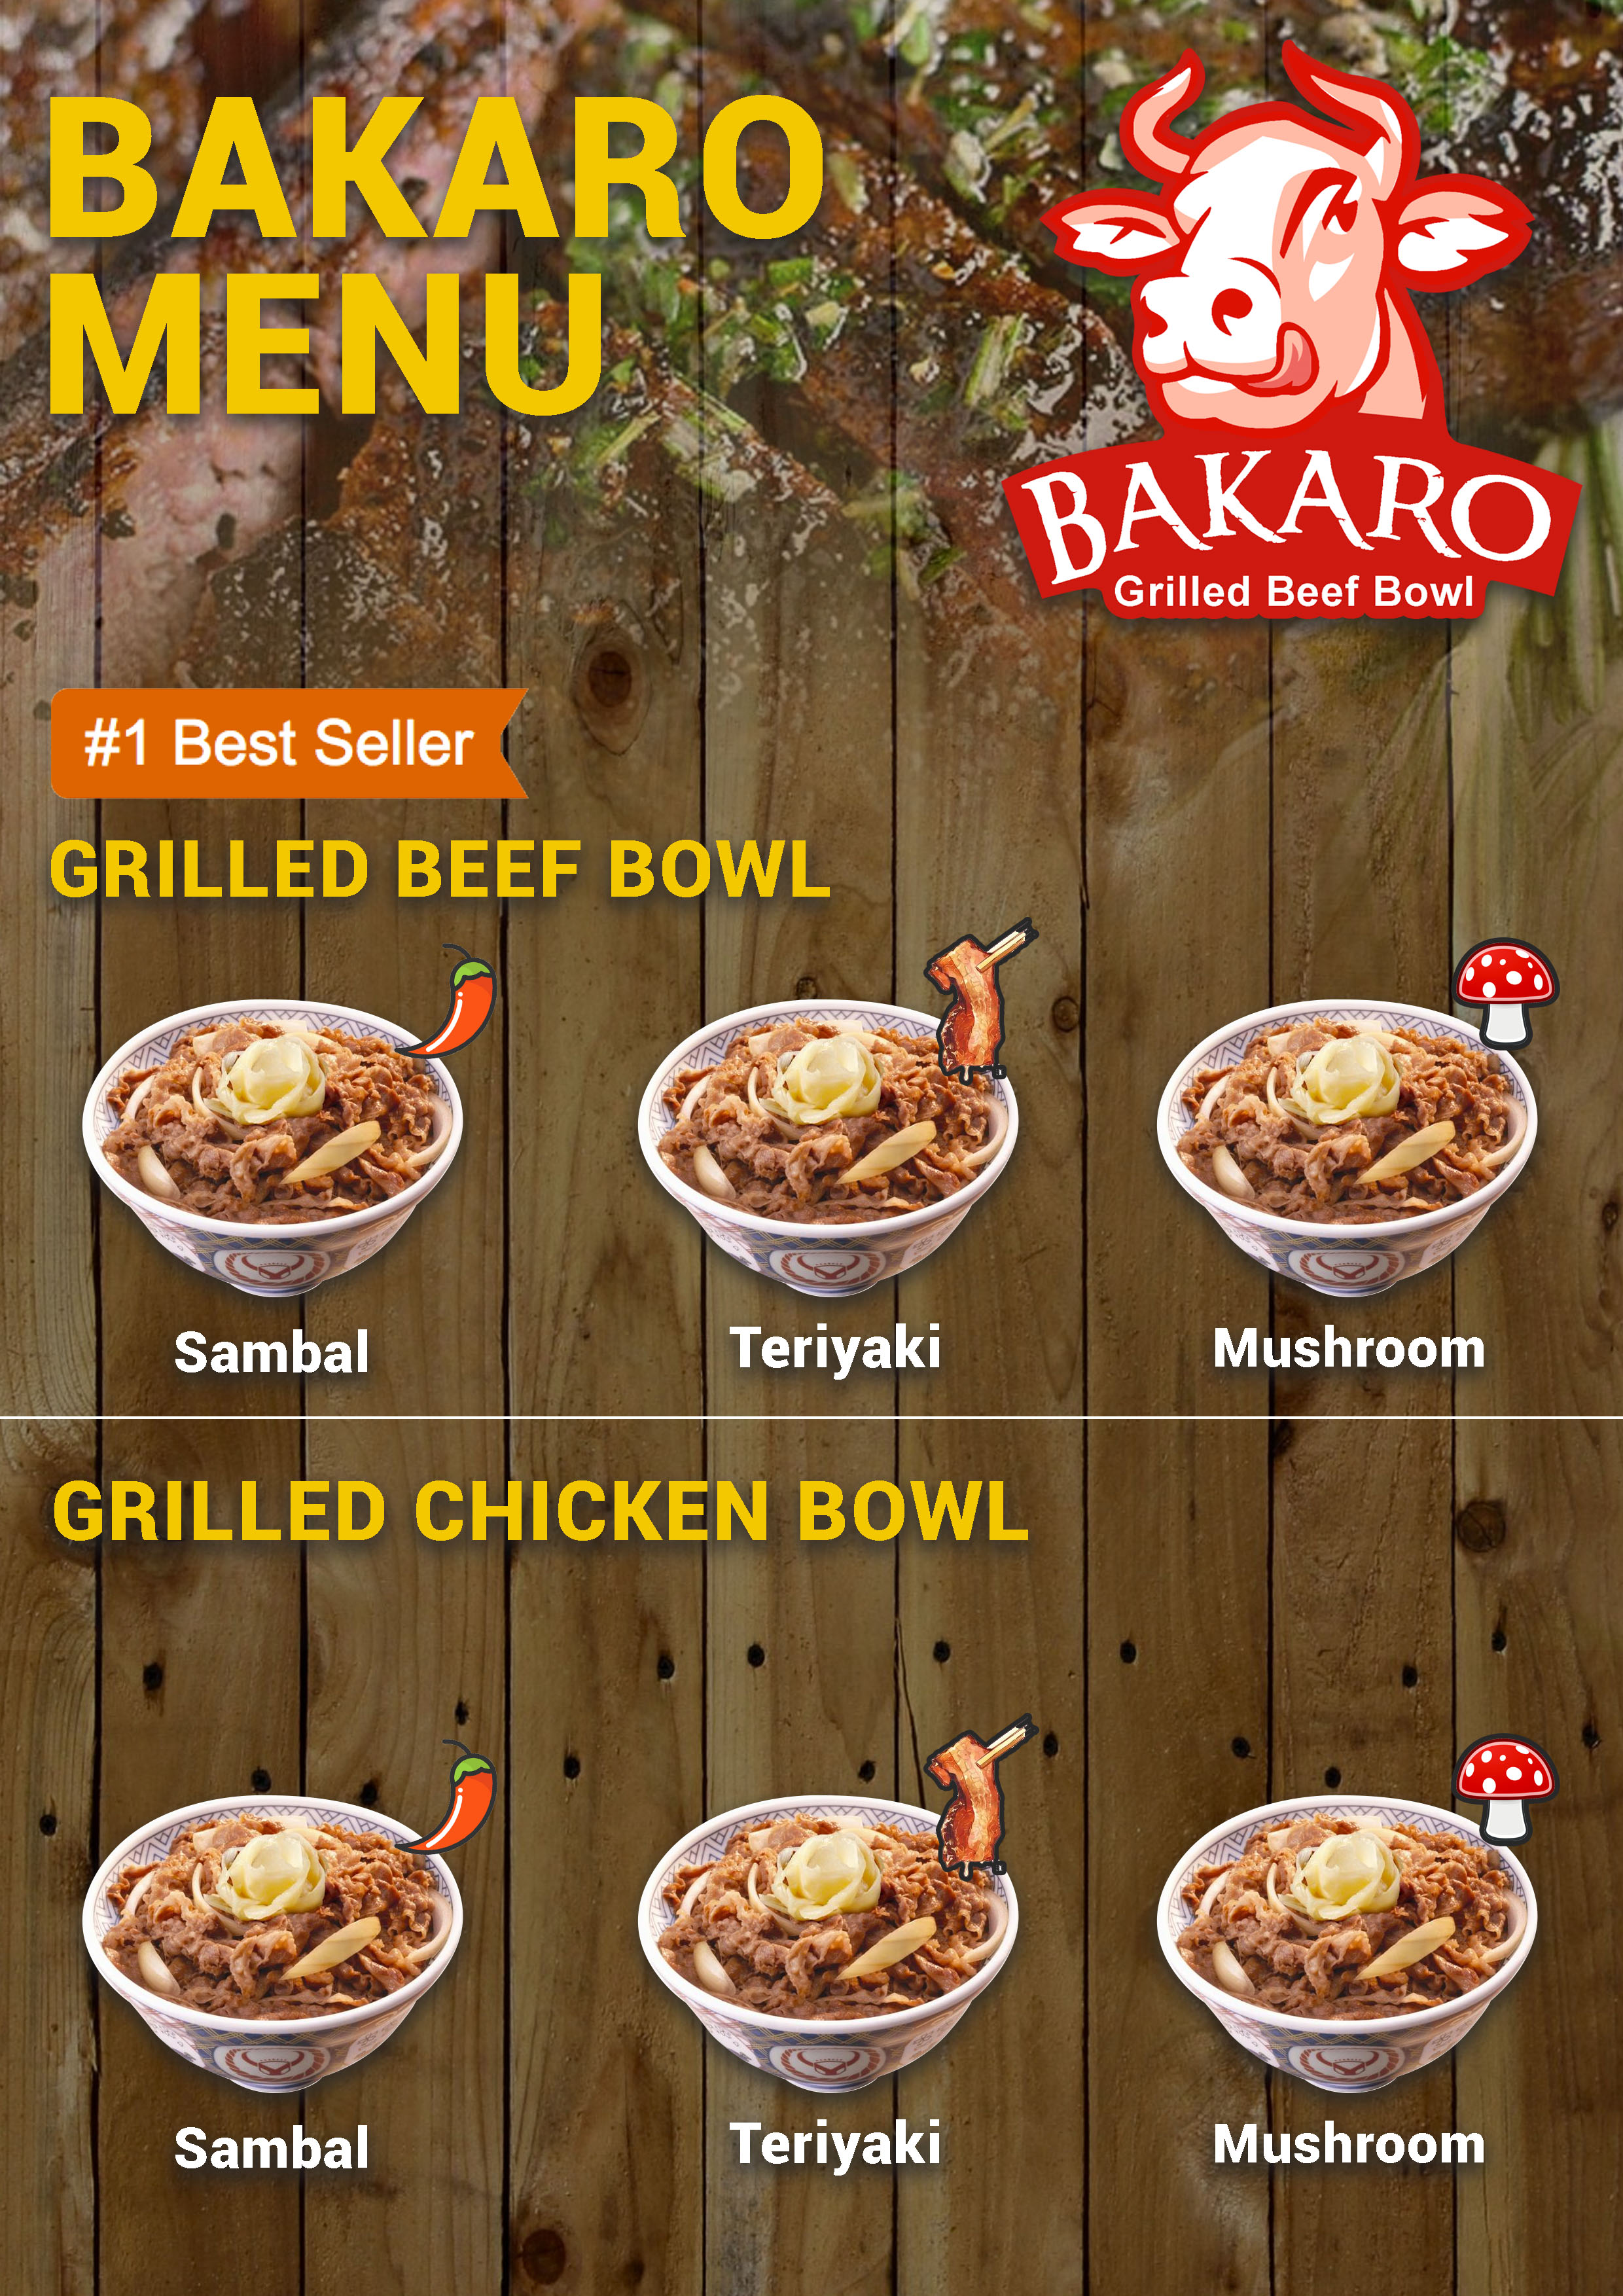 BAKARO
MENU
BAKARO
Grilled Beef Bowl
#1 Best Seller
GRILLED BEEF BOWL
Sambal
Teriyaki
Mushroom
GRILLED CHICKEN BOWL
Sambal
Teriyaki
Mushroom